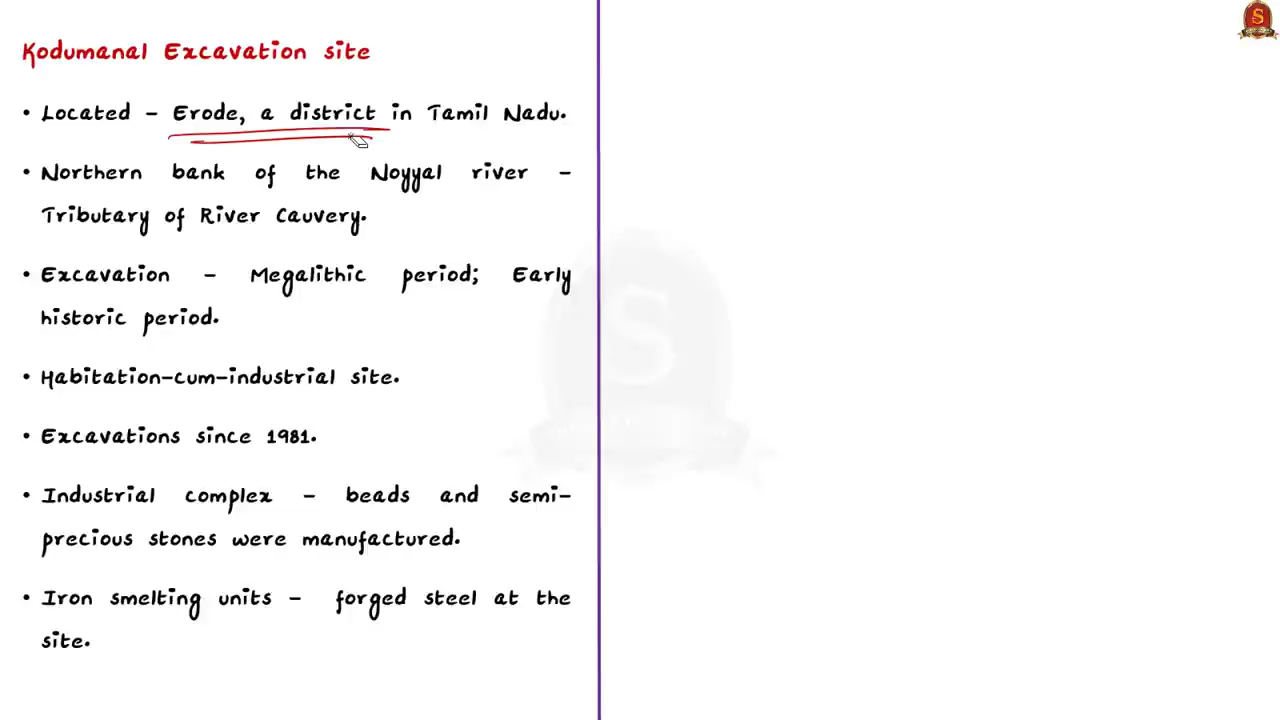 Kodumanal Excavation site
• Located - Erode, a district in Tamil Nadu.
• Northern bank of the Noyyal river -
Tributary of River Cauvery.
• Excavation - Megalithic period; Early
historic period.
• Habitation-cum-industrial site.
• Excavations since 1981.
• Industrial complex - beads and semi-
precious stones were manufactured.
• Iron smelting units - forged steel at the
site.
S
S